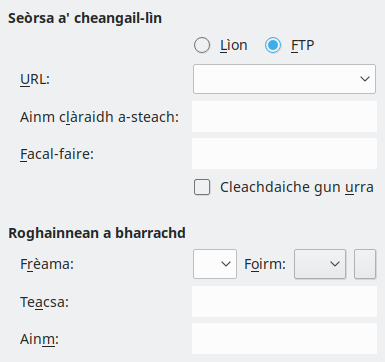 Seòrsa a' cheangail-lìn
Lìon FTP
URL:
Ainm clàraidh a-steach:
Facal-faire:
Cleachdaiche gun urra
Roghainnean a bharrachd
Frèama: Foirm:
Teacsa:
Ainm: